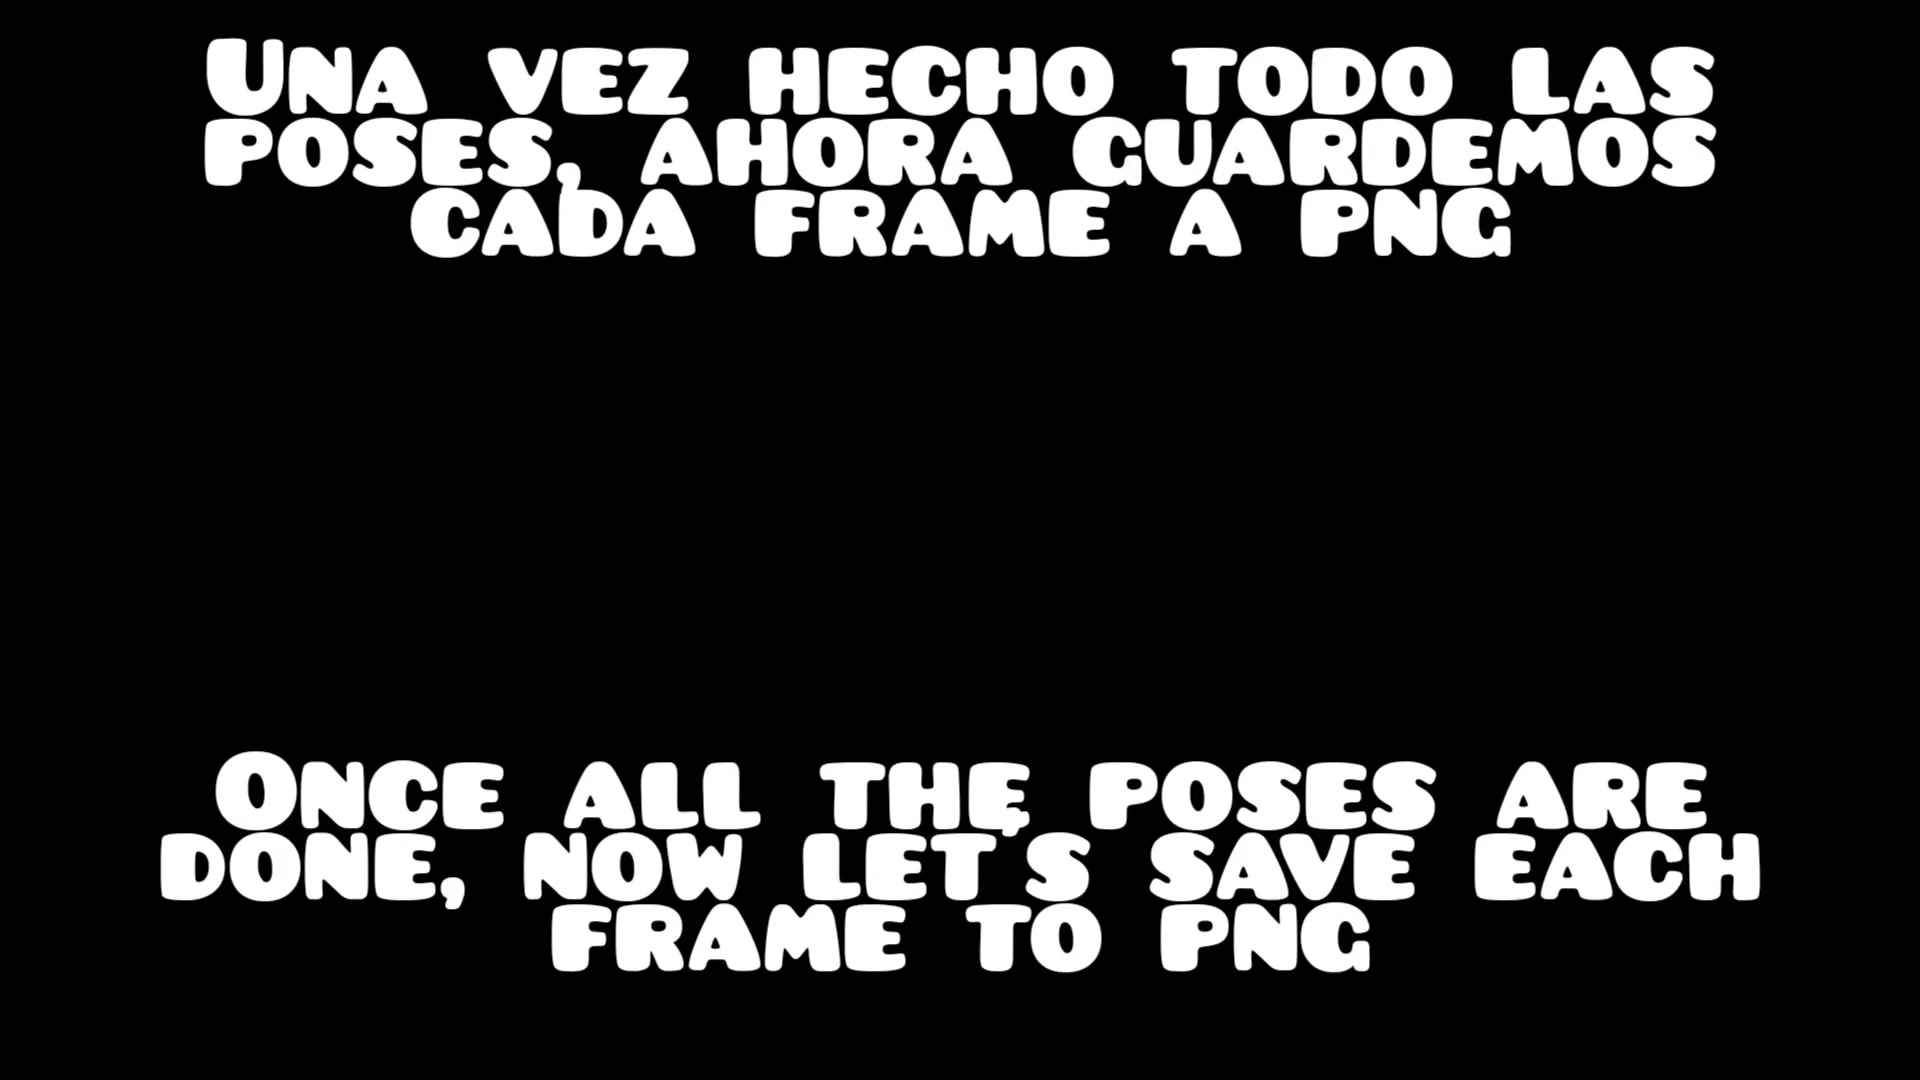 Una vez hecho todo las
poses, ahora guardemos
cada frame a png
Once all the poses are
done, now let's save each
frame to png